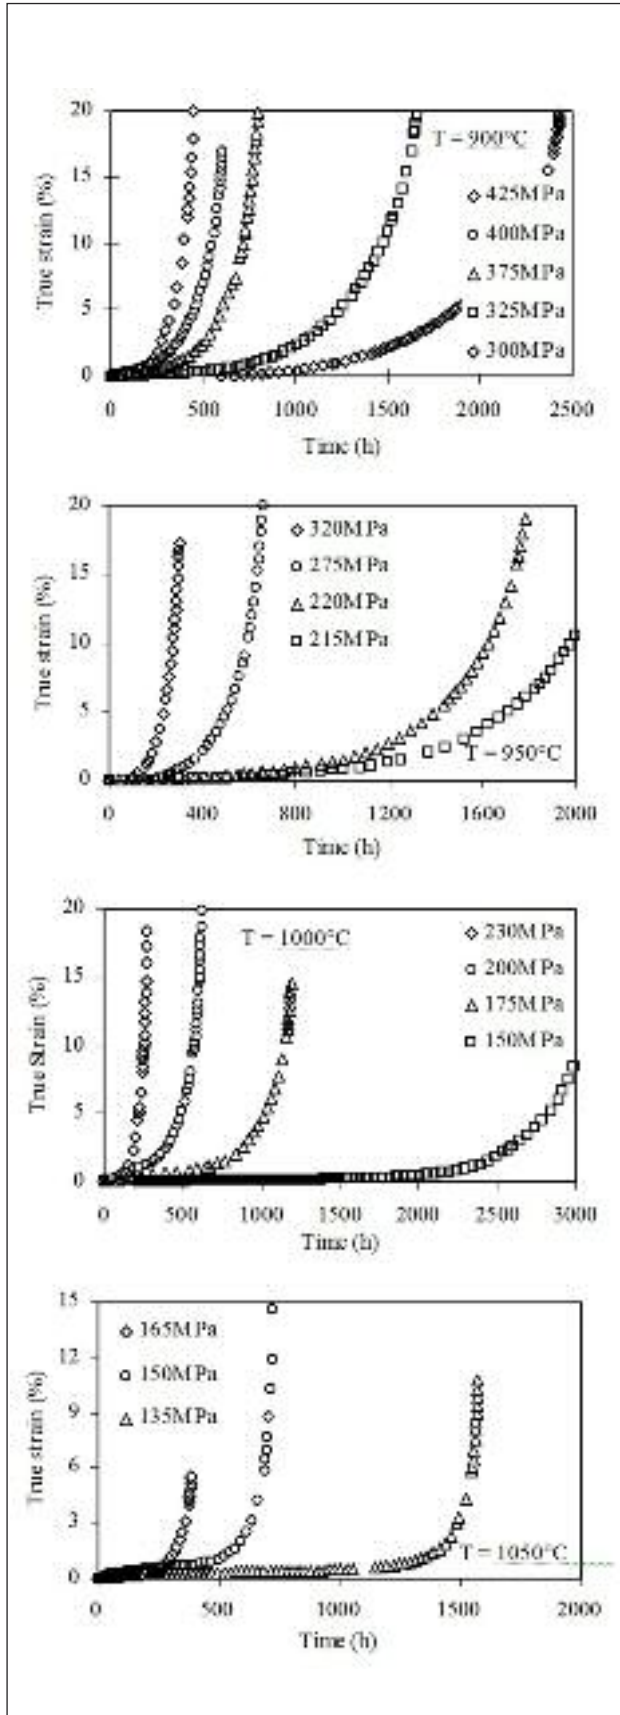 20
15
10
5
0
True strain (%)
T = 900°C
425MPa
400MPa
375MPa
325MPa
300MPa
0 500 1000 1500 2000 2500
Time (h)
20
15
10
5
0
True strain (%)
320MPa
275MPa
220MPa
215MPa
T = 950°C
0 400 800 1200 1600 2000
Time (h)
20
15
10
5
0
True Strain (%)
T = 1000°C
230MPa
200MPa
175MPa
150MPa
0 500 1000 1500 2000 2500 3000
Time (h)
15
12
9
6
3
0
True strain (%)
165MPa
150MPa
135MPa
T = 1050°C
0 500 1000 1500 2000
Time (h)